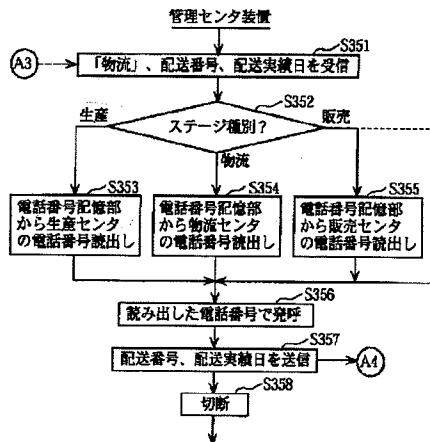 管理センタ装置
S351
A3
「物流」、配送番号、配送実績日を受信
S352
生産
ステージ種別?
販売
物流
S353
S354
S355
電話番号記憶部
から生産センタ
の電話番号読出し
電話番号記憶部
から物流センタ
の電話番号読出し
電話番号記憶部
から販売センタ
の電話番号読出し
S356
読み出した電話番号で発呼
S357
配送番号、配送実績日を送信
A4
S358
切断